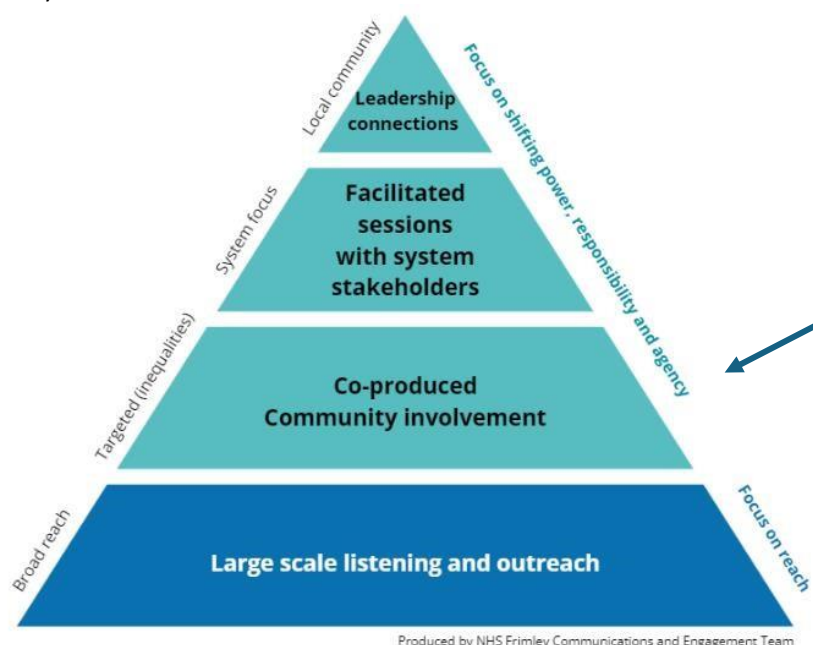 Local community
Leadership
connections
Focus on shifting power, responsibility and agency
System focus
Facilitated
sessions
with system
stakeholders
Targeted (inequalities)
Co-produced
Community involvement
Broad reach
Large scale listening and outreach
Focus on reach
Produced by NHS Frimley Communications and Engagement Team